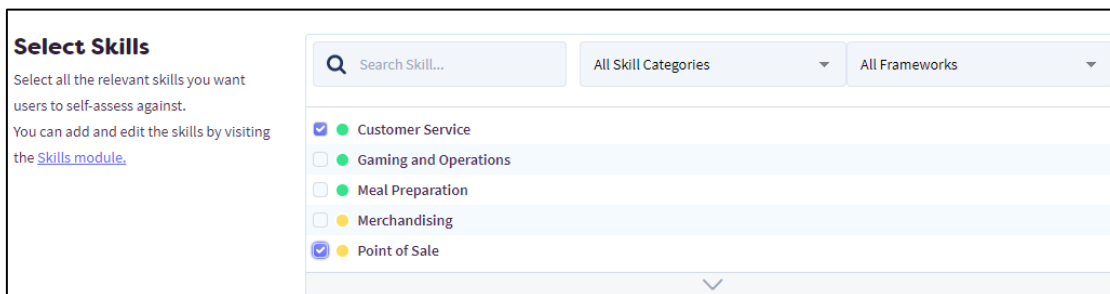 Select Skills
Select all the relevant skills you want
users to self-assess against.
You can add and edit the skills by visiting
the Skills module.
Search Skill...
All Skill Categories
All Frameworks
Customer Service
Gaming and Operations
Meal Preparation
Merchandising
Point of Sale